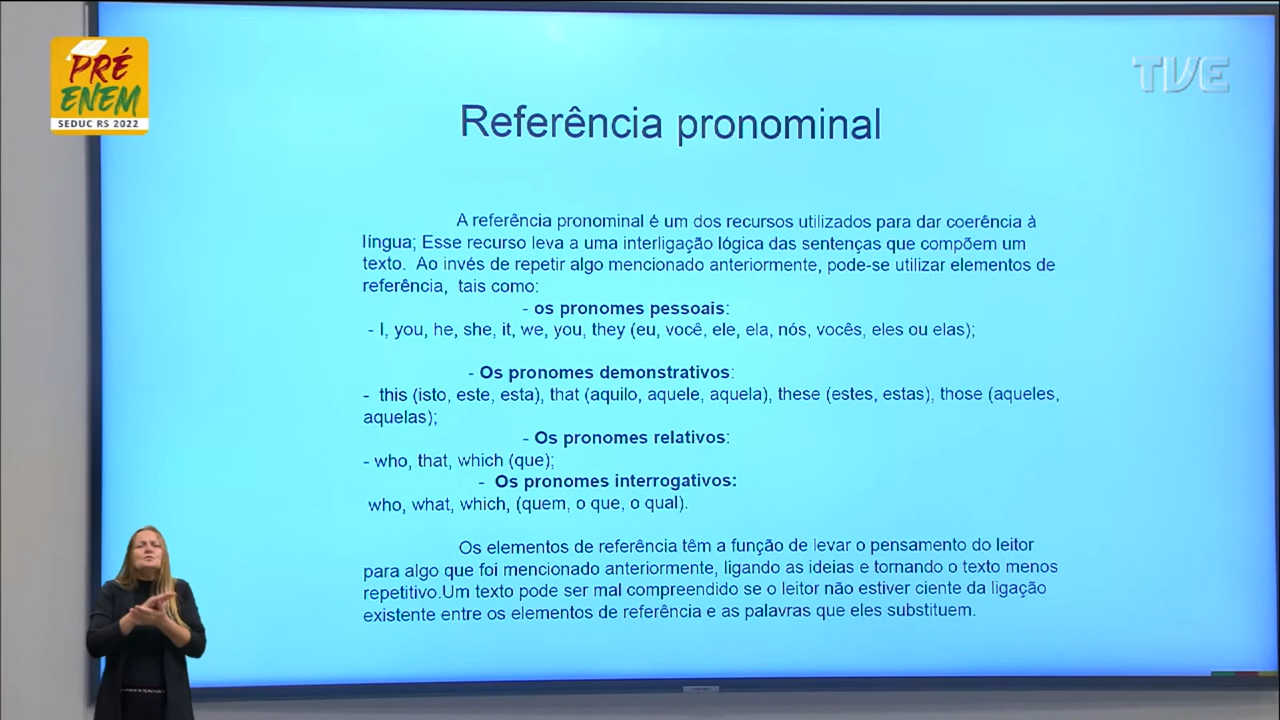 PRÉ
ENEM
SEDUC RS 2022
TVE
Referência pronominal
A referência pronominal é um dos recursos utilizados para dar coerência à
língua; Esse recurso leva a uma interligação lógica das sentenças que compõem um
texto. Ao invés de repetir algo mencionado anteriormente, pode-se utilizar elementos de
referência, tais como:
- os pronomes pessoais:
- I, you, he, she, it, we, you, they (eu, você, ele, ela, nós, vocês, eles ou elas);
- Os pronomes demonstrativos:
- this (isto, este, esta), that (aquilo, aquele, aquela), these (estes, estas), those (aqueles,
aquelas);
- Os pronomes relativos:
- who, that, which (que);
- Os pronomes interrogativos:
who, what, which, (quem, o que, o qual).
Os elementos de referência têm a função de levar o pensamento do leitor
para algo que foi mencionado anteriormente, ligando as ideias e tornando o texto menos
repetitivo.Um texto pode ser mal compreendido se o leitor não estiver ciente da ligação
existente entre os elementos de referência e as palavras que eles substituem.